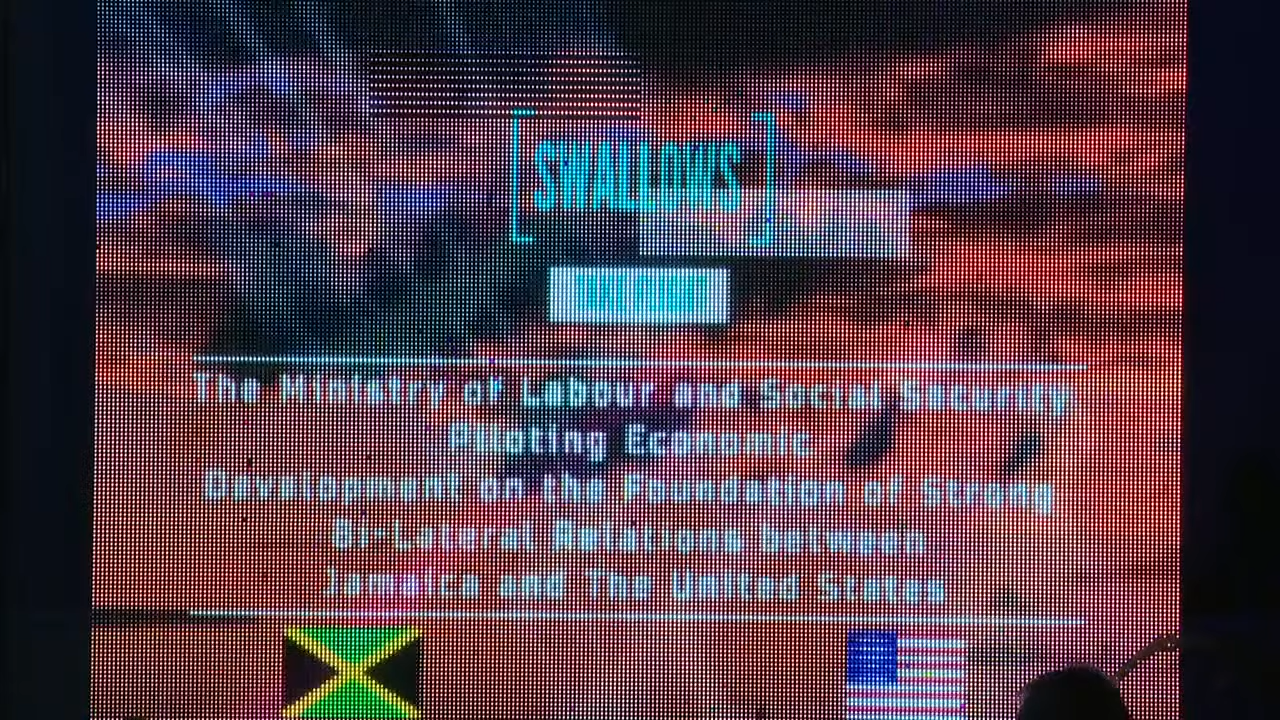 [SWALLOWS]
The Ministry of Labour and Social Security
Piloting Economic
Development on the Foundation of Strong
Bi-Lateral Relations between
Jamaica and The United States